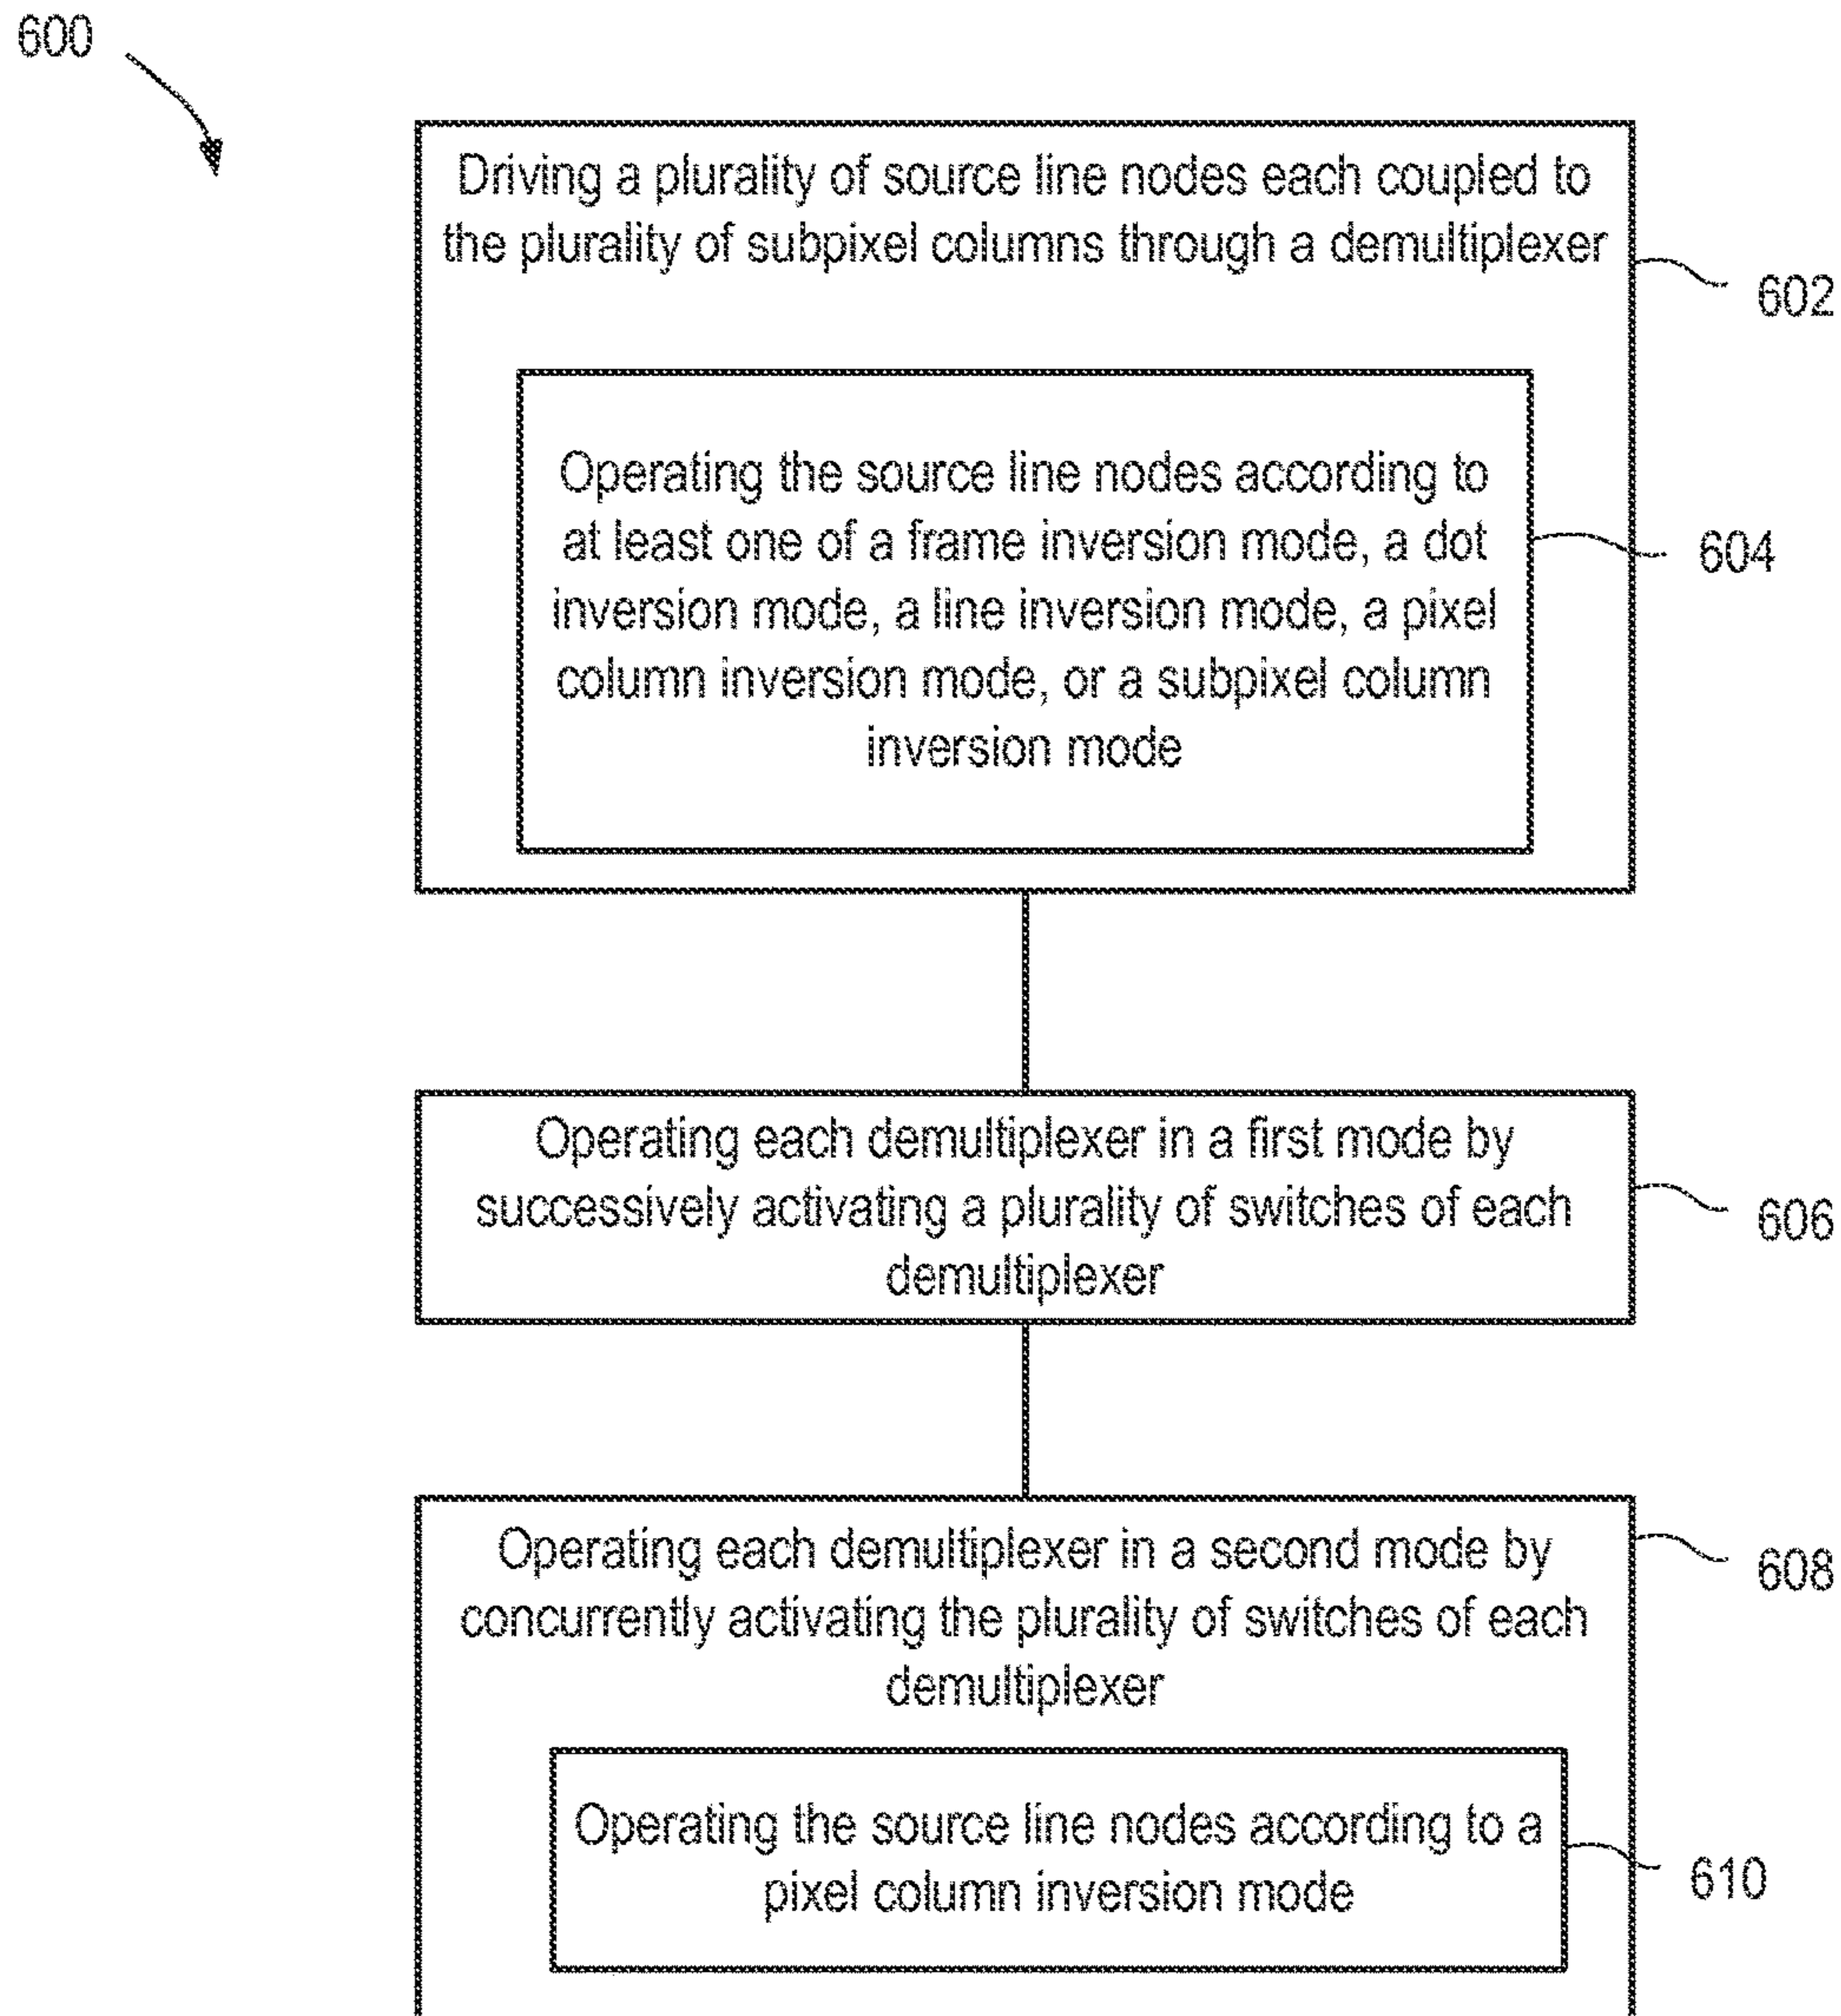 600
Driving a plurality of source line nodes each coupled to
the plurality of subpixel columns through a demultiplexer
602
Operating the source line nodes according to
at least one of a frame inversion mode, a dot
inversion mode, a line inversion mode, a pixel
column inversion mode, or a subpixel column
inversion mode
604
Operating each demultiplexer in a first mode by
successively activating a plurality of switches of each
demultiplexer
606
Operating each demultiplexer in a second mode by
concurrently activating the plurality of switches of each
demultiplexer
608
Operating the source line nodes according to a
pixel column inversion mode
610